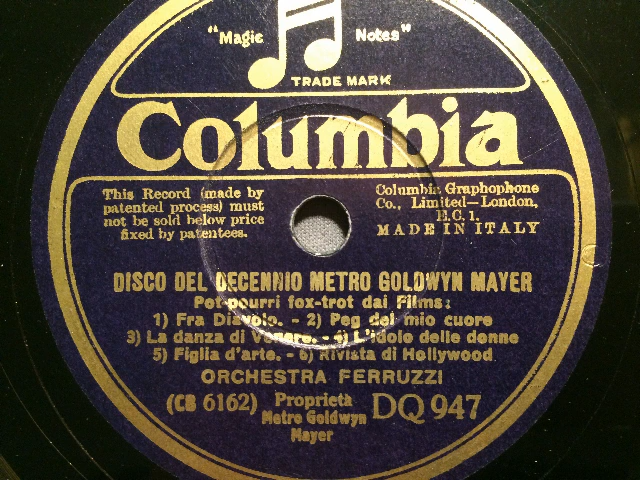 "Magic Notes"
TRADE MARK
Columbia
This Record (made by
patented process) must
not be sold below price
fixed by patentees.
Columbia Graphophone
Co., Limited—London,
E.C.1.
MADE IN ITALY
DISCO DEL DECENNIO METRO GOLDWYN MAYER
Pot-pourri fox-trot dai Films:
1) Fra Diavolo. - 2) Peg del mio cuore
3) La danza di Venere. - 4) L'idolo delle donne
5) Figlia d'arte. - 6) Rivista di Hollywood
ORCHESTRA FERRUZZI
(CB 6162) Proprietà DQ 947
Metro Goldwyn
Mayer